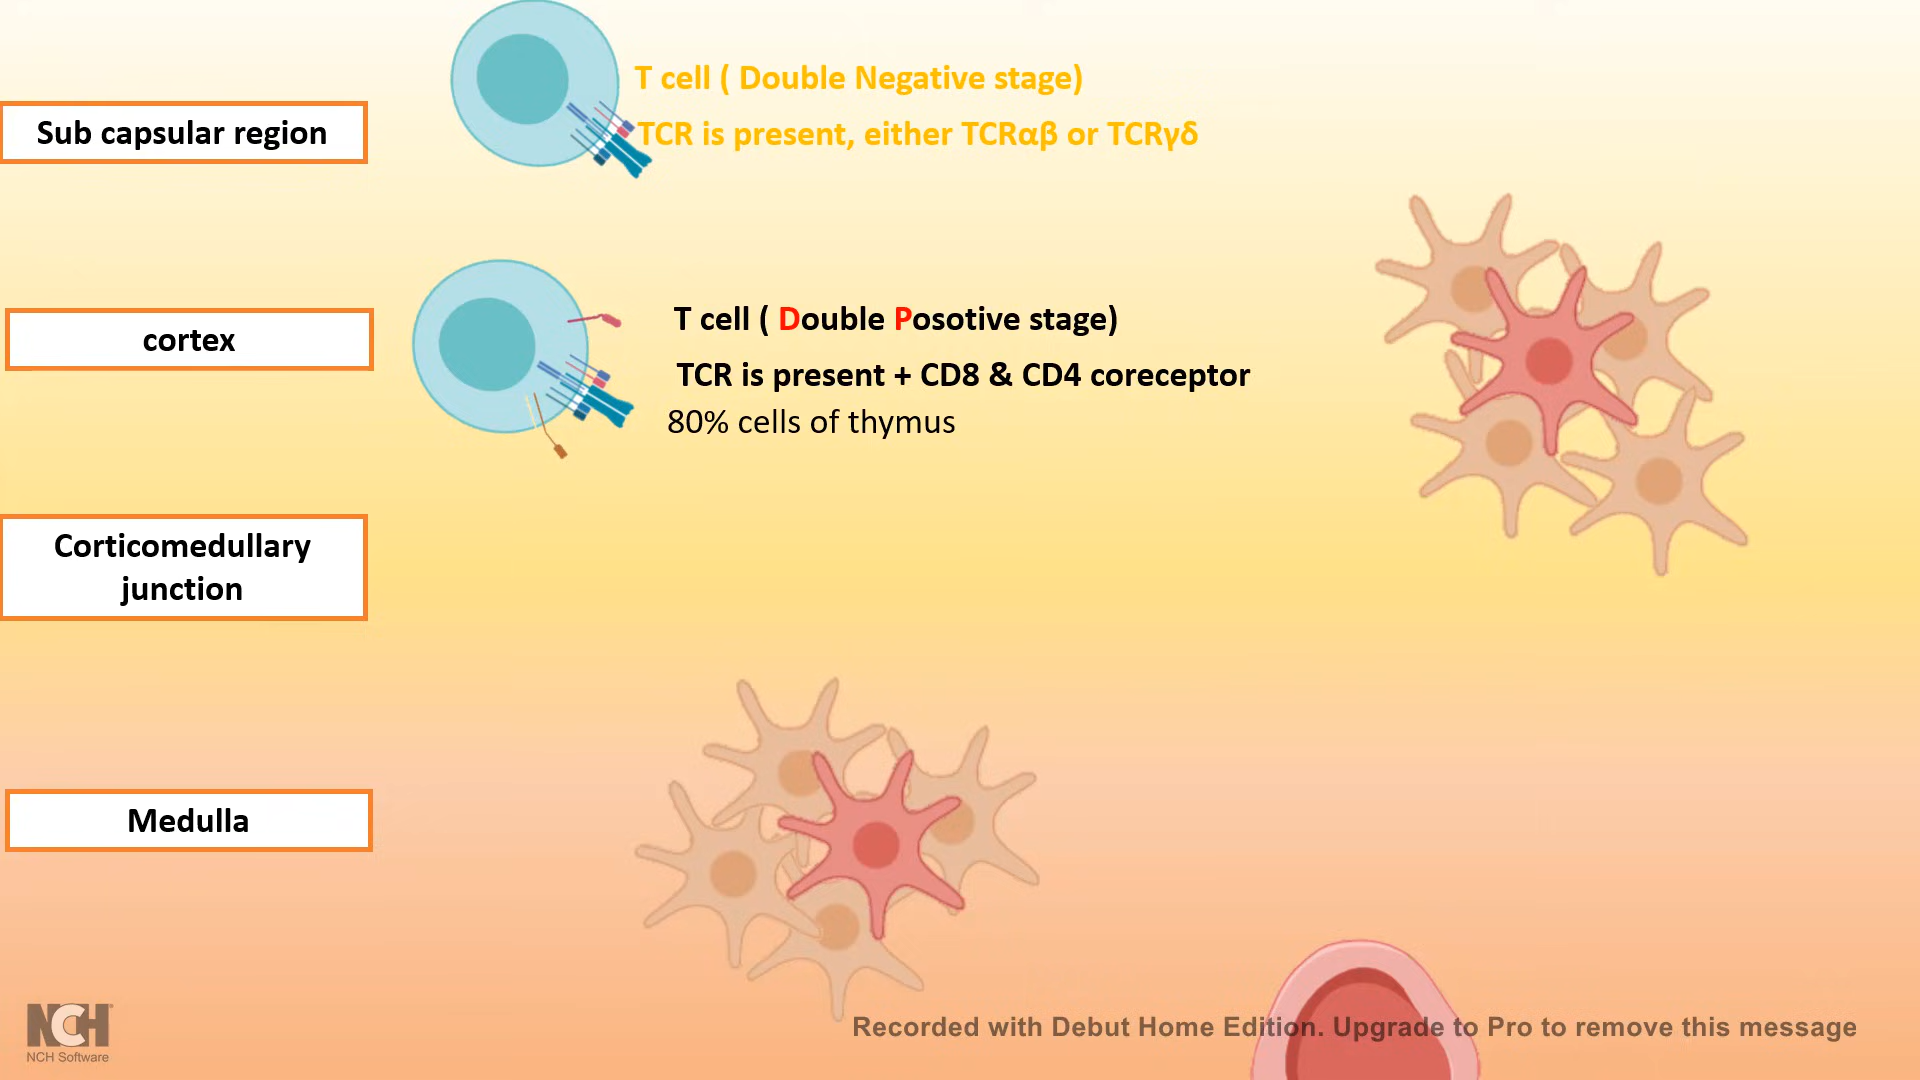 T cell ( Double Negative stage)
Sub capsular region
TCR is present, either TCRαβ or TCRγδ
cortex
T cell ( Double Posotive stage)
TCR is present + CD8 & CD4 coreceptor
80% cells of thymus
Corticomedullary
junction
Medulla
NCH
NCH Software
Recorded with Debut Home Edition. Upgrade to Pro to remove this message